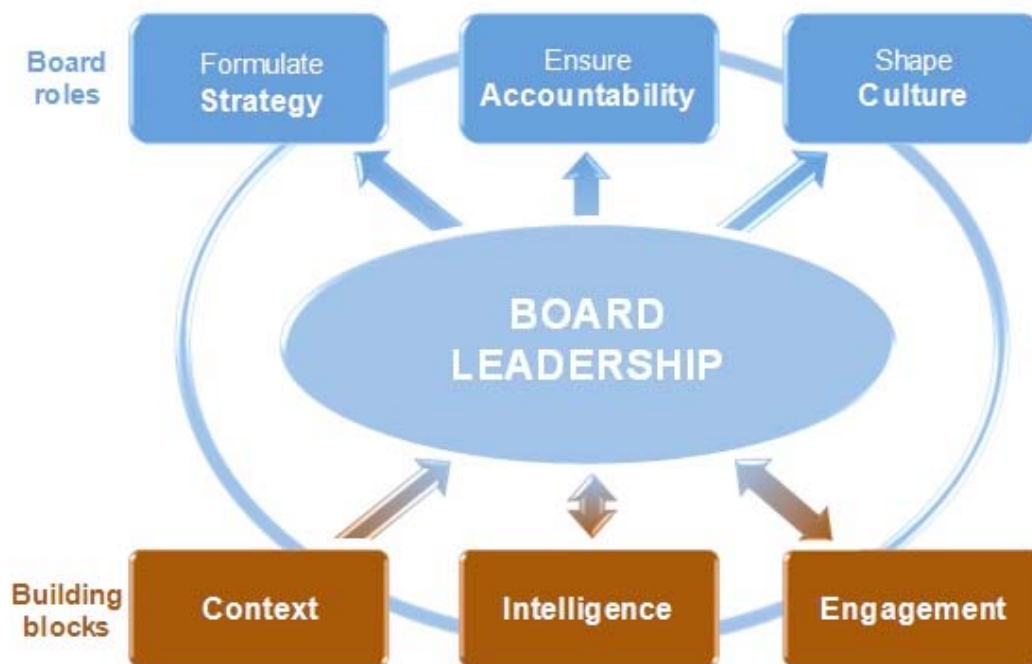 Board
roles
Formulate
Strategy
Ensure
Accountability
Shape
Culture
BOARD
LEADERSHIP
Building
blocks
Context
Intelligence
Engagement